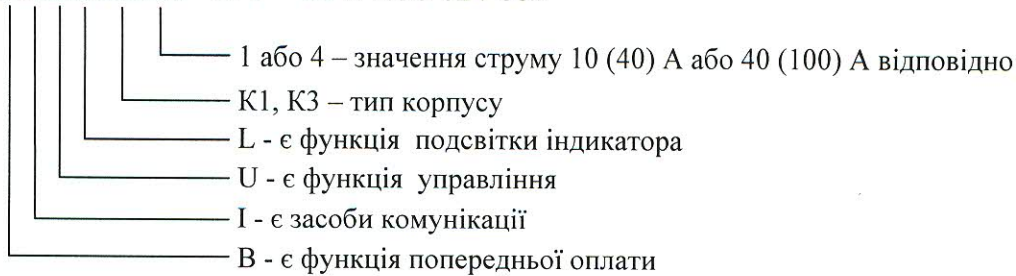 1 або 4 – значення струму 10 (40) А або 40 (100) А відповідно
К1, К3 – тип корпусу
L - є функція подсвітки індикатора
U - є функція управління
I - є засоби комунікації
В - є функція попередньої оплати